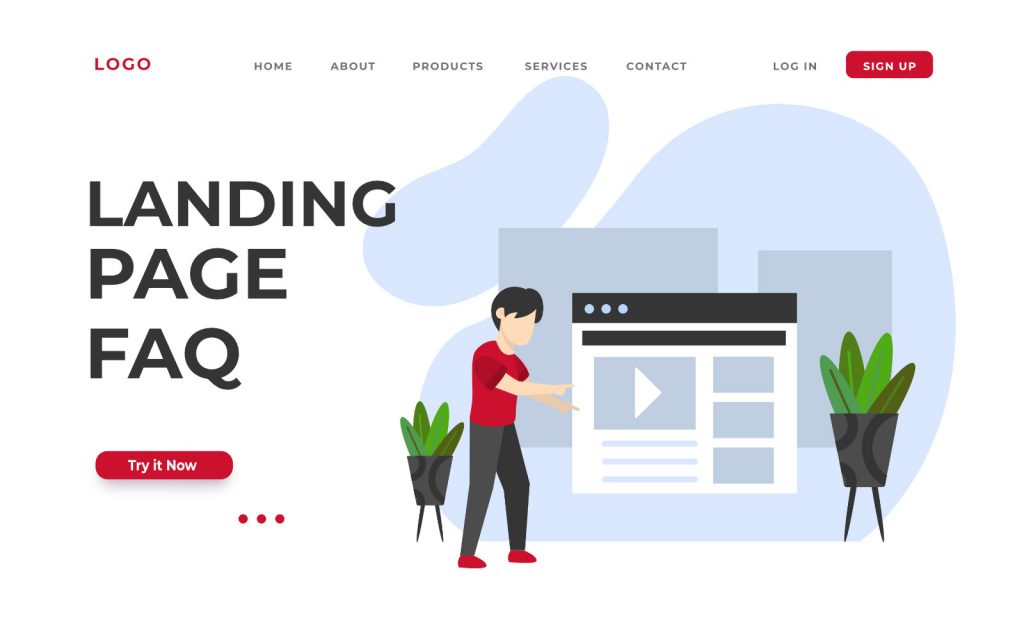 LOGO HOME ABOUT PRODUCTS SERVICES CONTACT LOG IN SIGN UP
LANDING
PAGE
FAQ
Try it Now